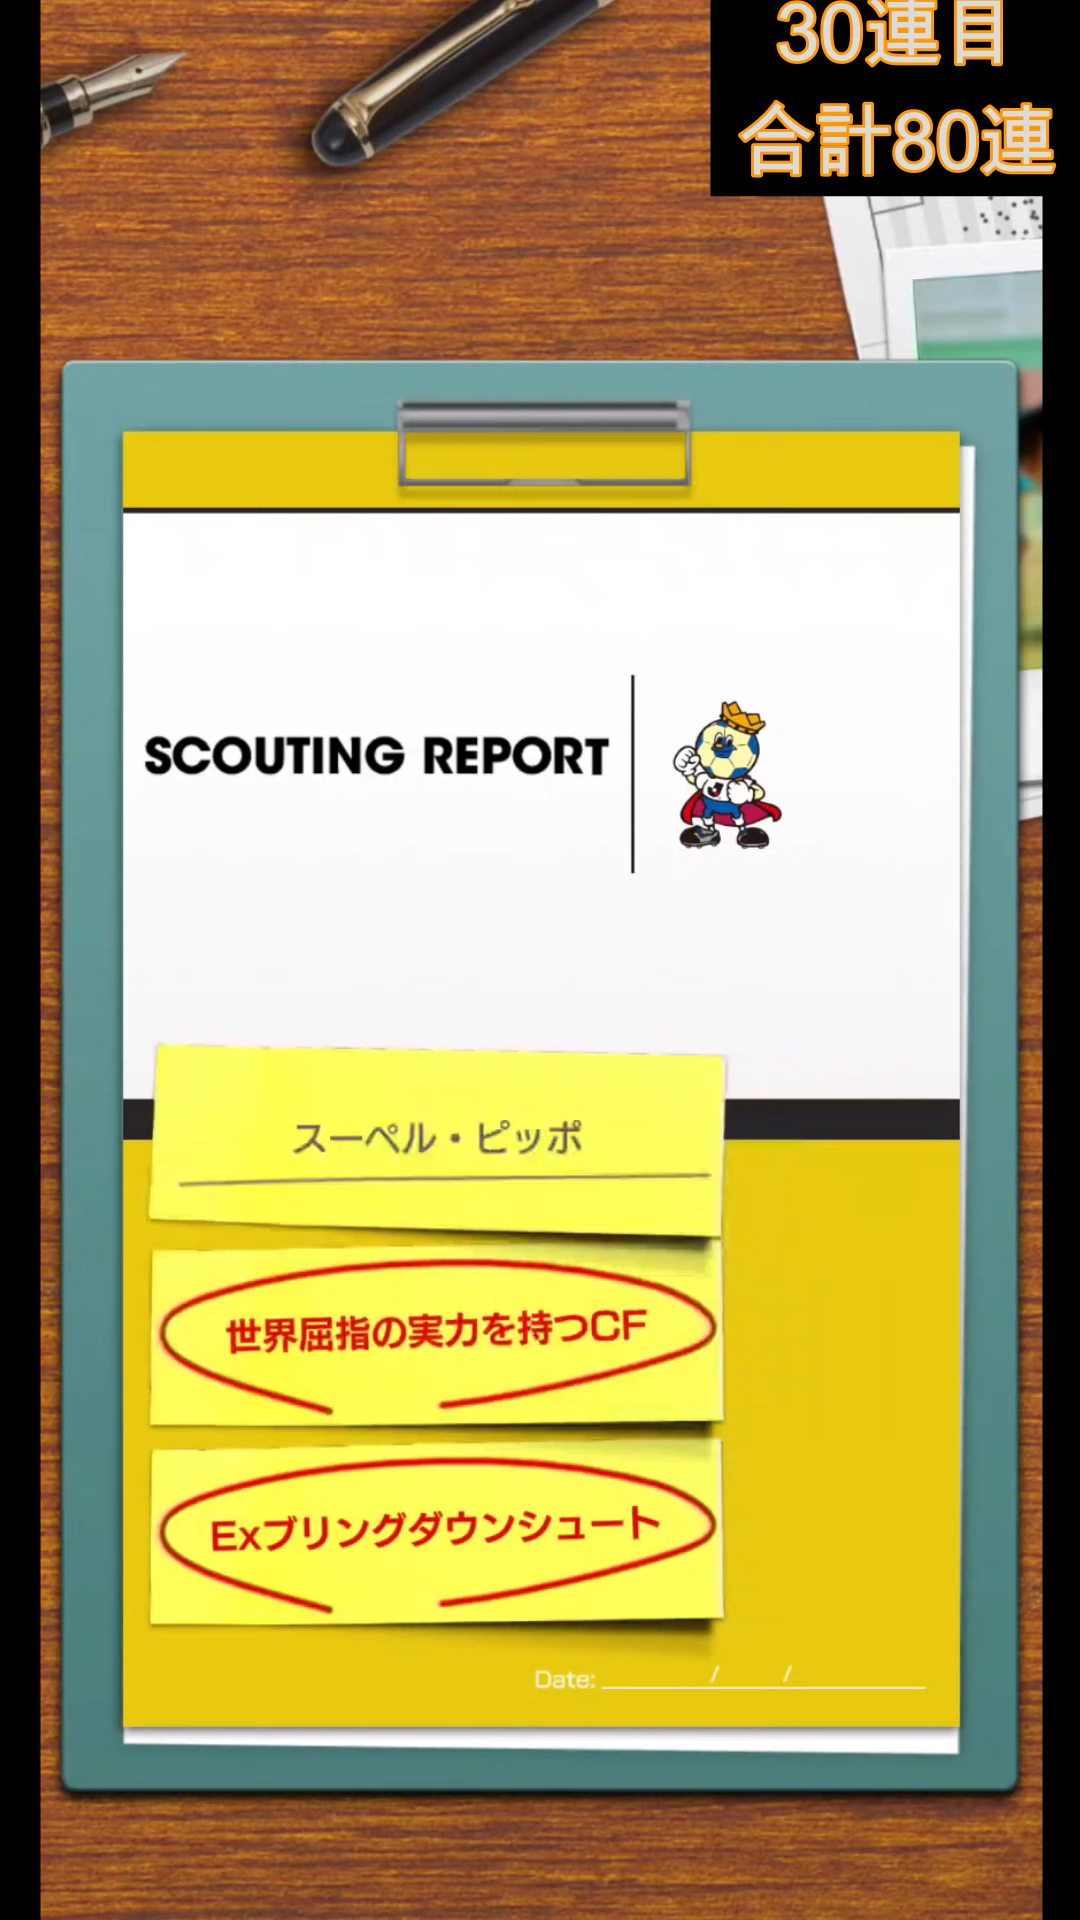 30連目
合計80連
SCOUTING REPORT
スーペル・ピッポ
世界屈指の実力を持つCF
Exブリングダウンシュート
Date: / /